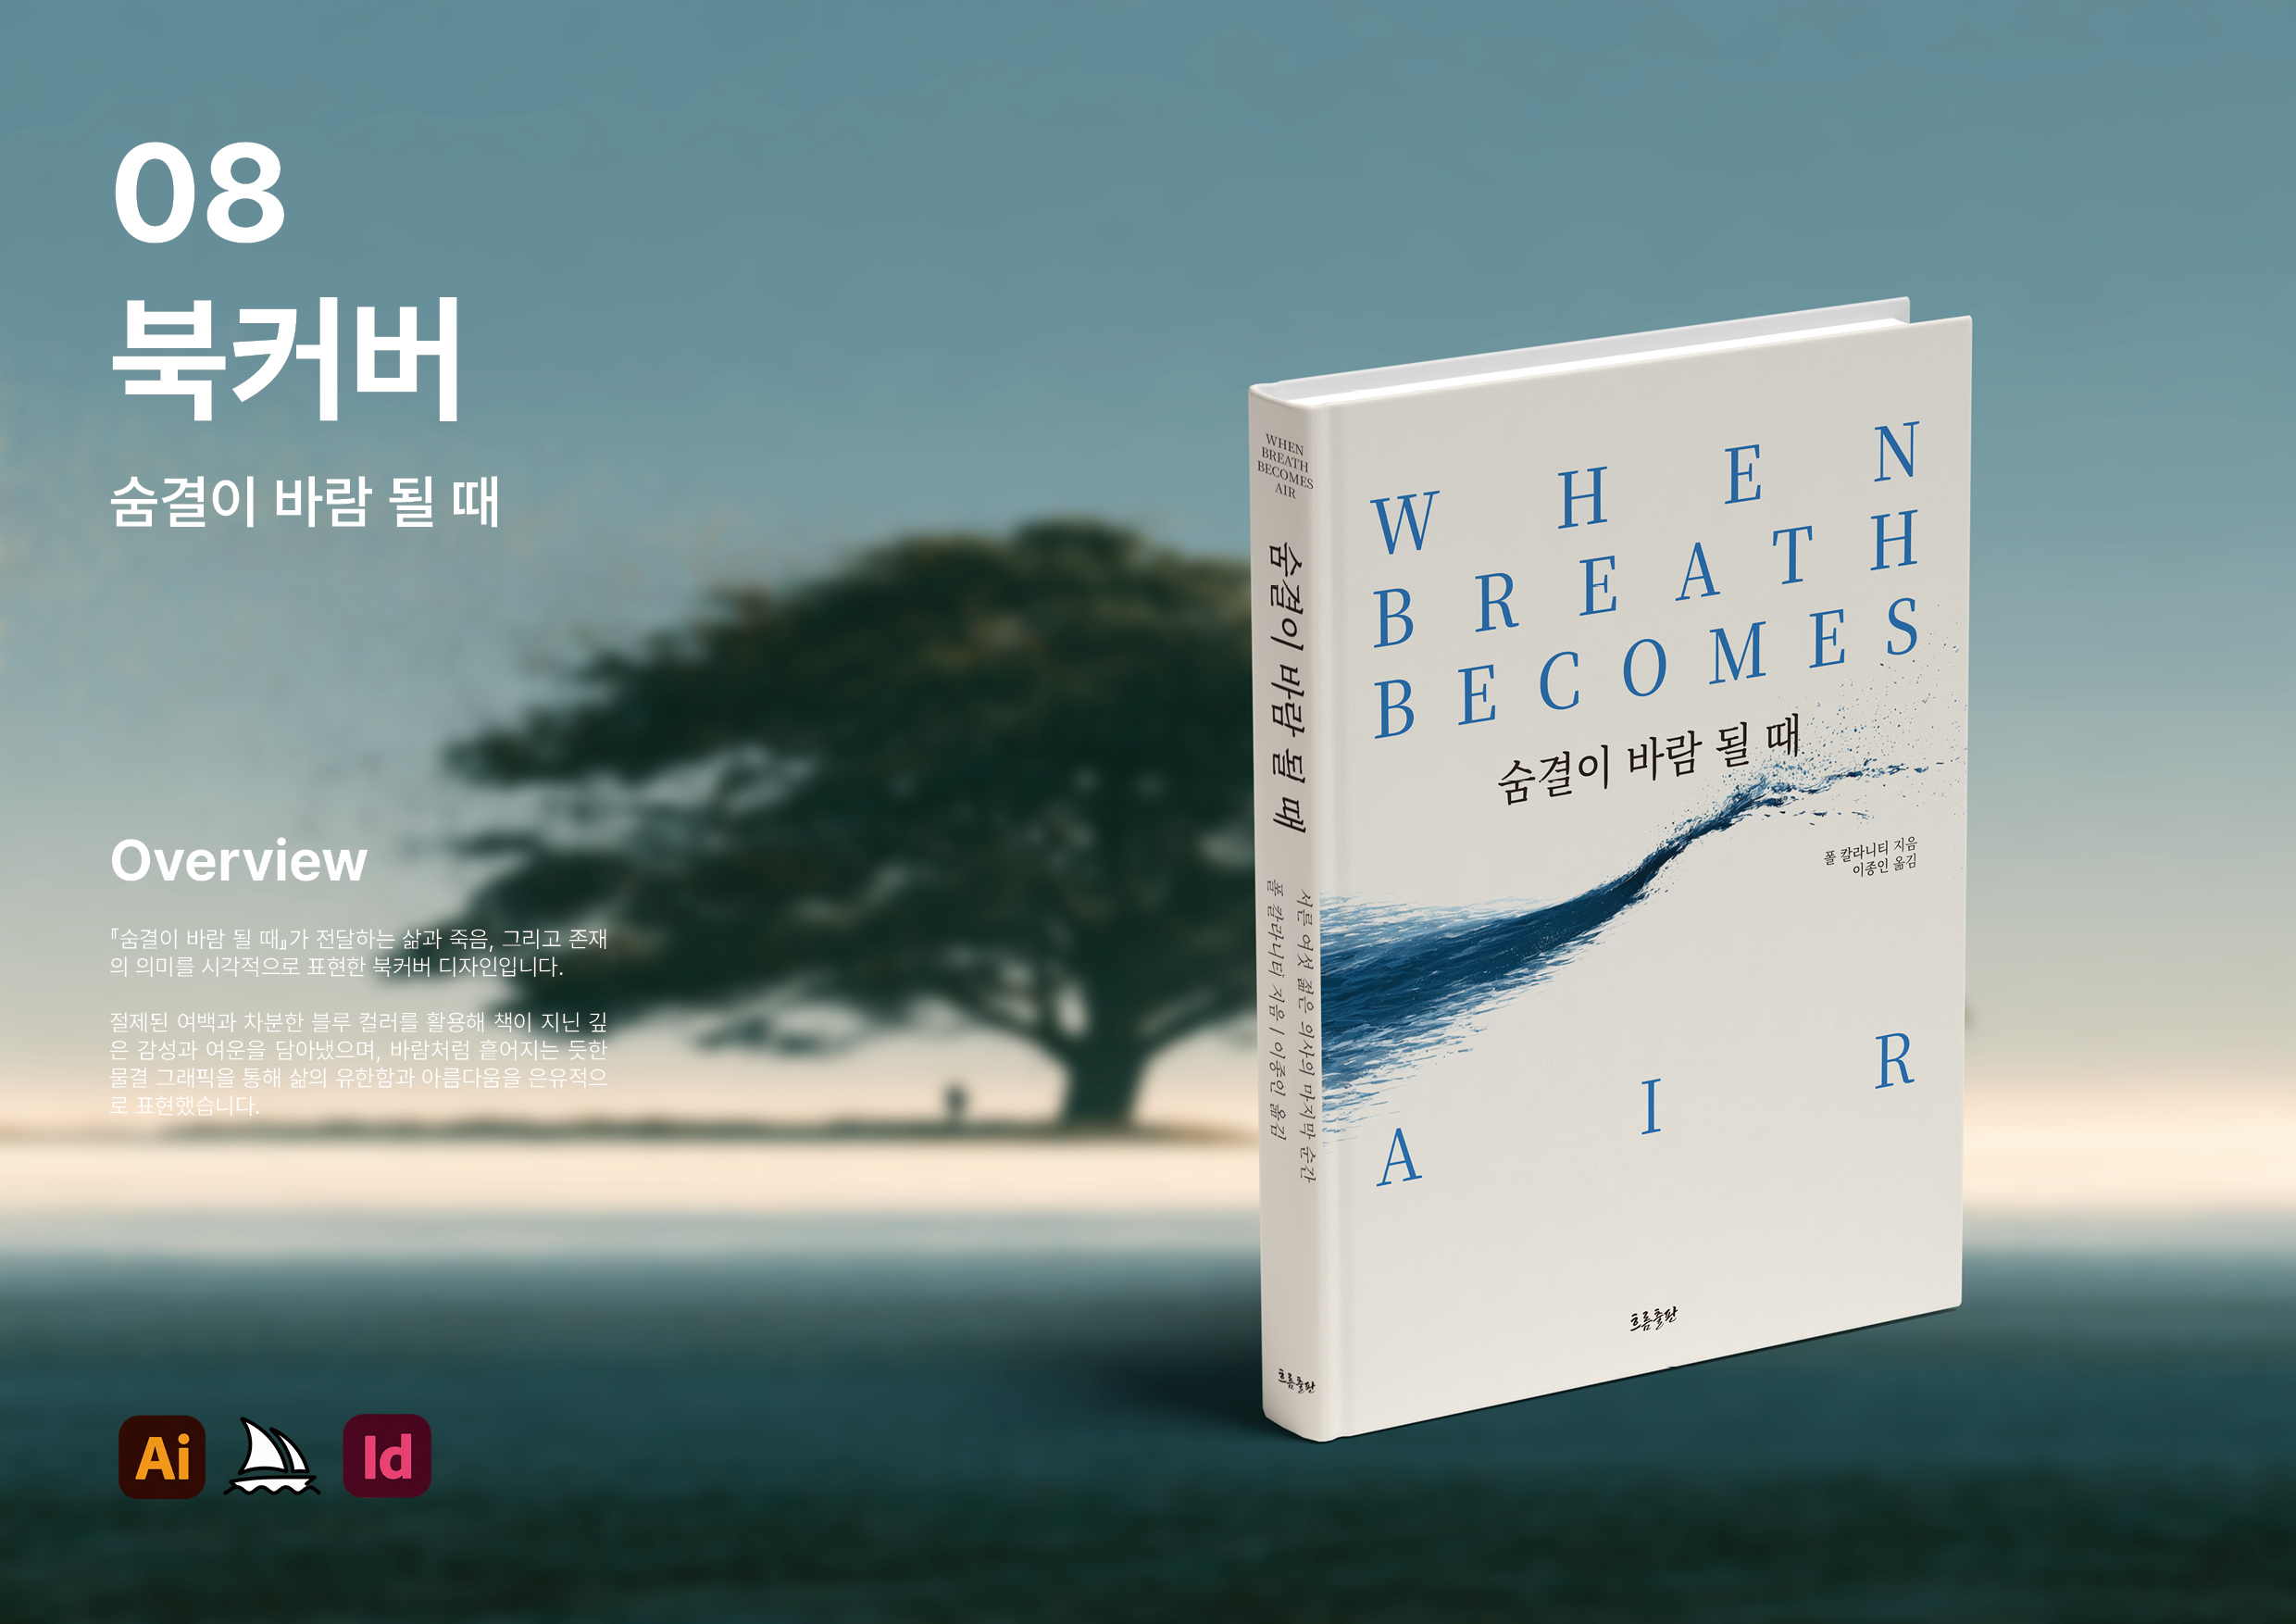 08
북커버
숨결이 바람 될 때
Overview
『숨결이 바람 될 때』가 전달하는 삶과 죽음, 그리고 존재
의 의미를 시각적으로 표현한 북커버 디자인입니다.
절제된 여백과 차분한 블루 컬러를 활용해 책이 지닌 깊
은 감성과 여운을 담아냈으며, 바람처럼 흩어지는 듯한
물결 그래픽을 통해 삶의 유한함과 아름다움을 은유적으
로 표현했습니다.
Ai
Id
WHEN
BREATH
BECOMES
AIR
숨결이 바람 될 때
서른 여섯 젊은 의사의 마지막 순간
폴 칼라니티 지음 | 이종인 옮김
흐름출판
WHEN
BREATH
BECOMES
숨결이 바람 될 때
폴 칼라니티 지음
이종인 옮김
AIR
흐름출판